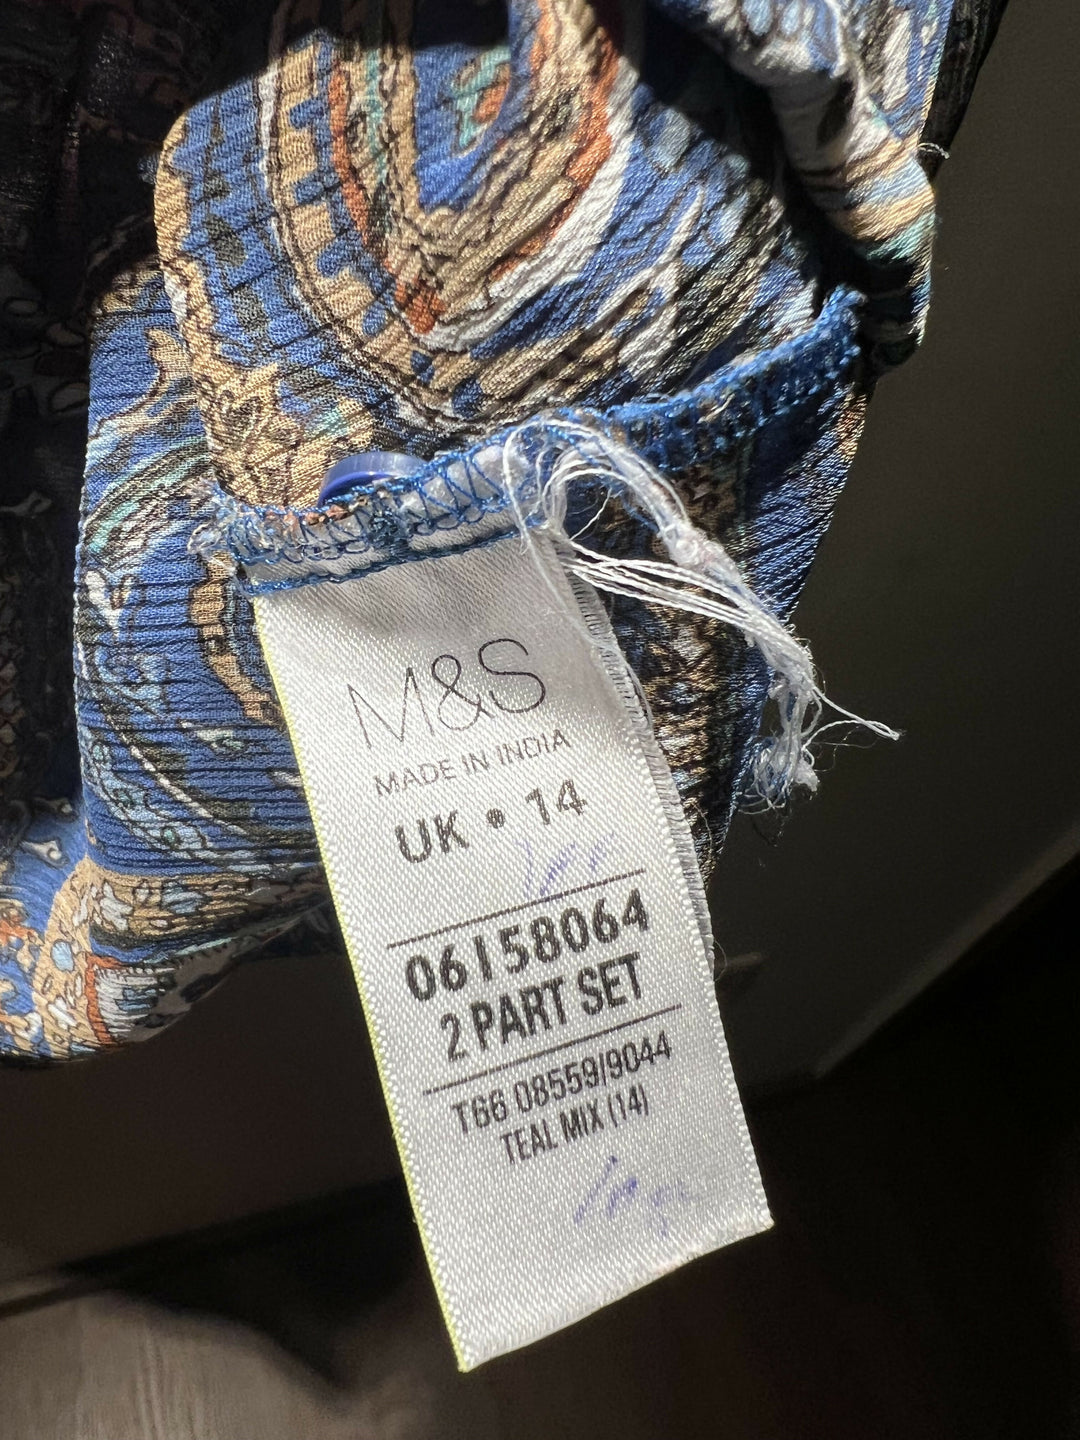 M&S
MADE IN INDIA
UK • 14
06158064
2 PART SET
T66 08559/9044
TEAL MIX (14)